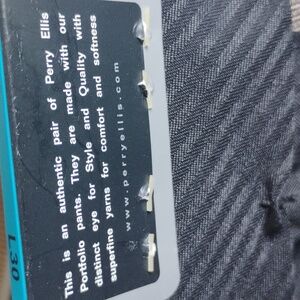 This is an authentic pair of Perry Ellis
Portfolio pants. They are made with our
distinct eye for Style and Quality with
superfine yarns for comfort and softness
www.perryellis.com
L30